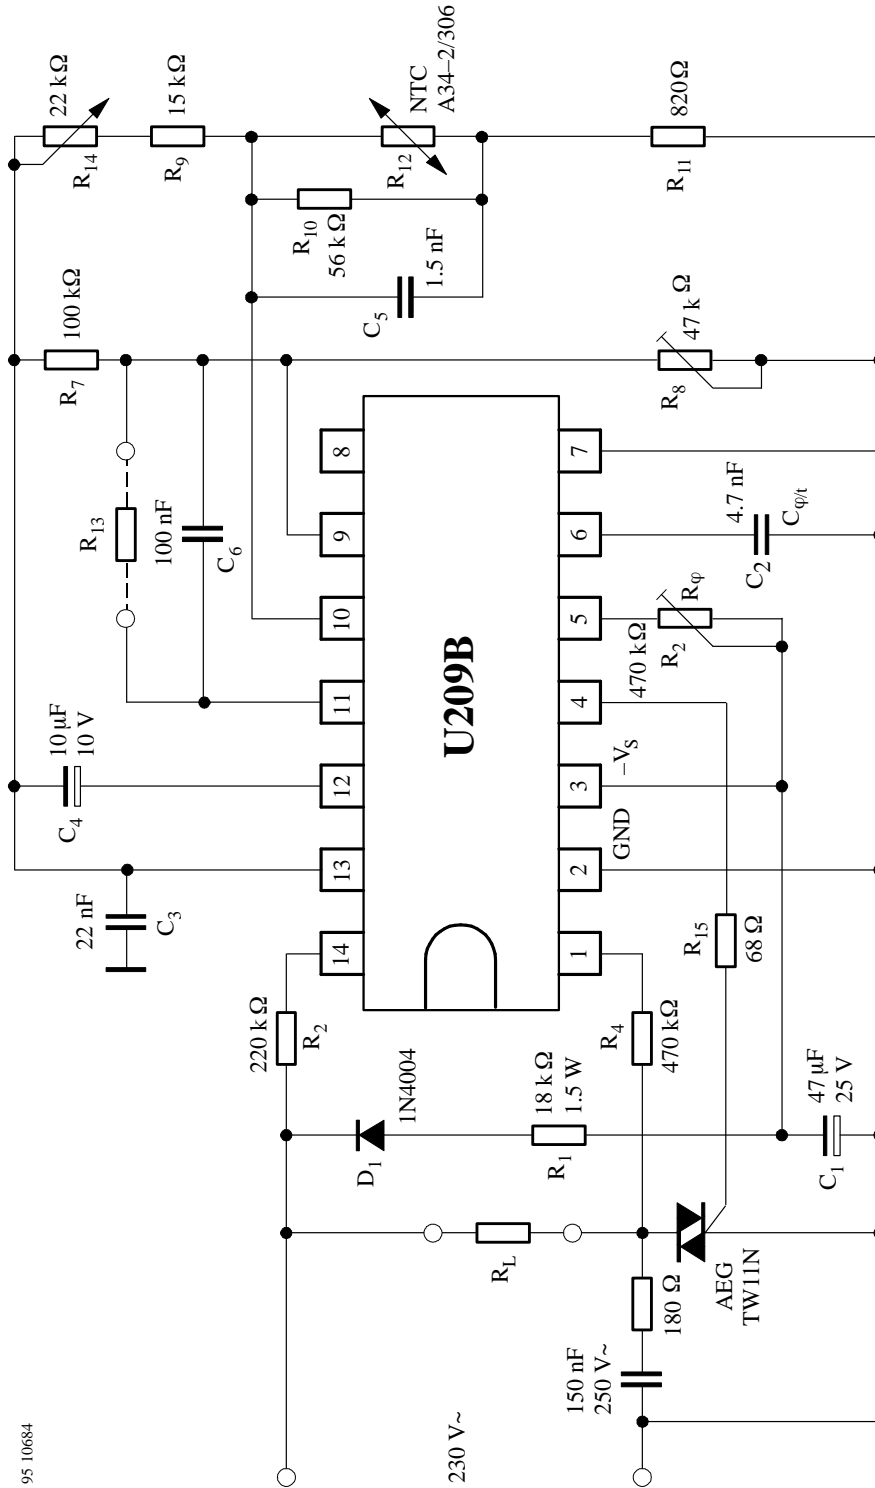 95 10684
230 V~
150 nF
250 V~
180 Ω
AEG
TW11N
R_L
D₁
1N4004
R₁
18 kΩ
1.5 W
C₁
47 μF
25 V
220 kΩ
R₂
R₄
470 kΩ
R₁₅
68 Ω
22 nF
C₃
C₄
10 μF
10 V
14
13
12
11
10
9
8
U209B
1
2
3
4
5
6
7
GND
–V_S
470 kΩ
R₂
R_φ
C₂
4.7 nF
C_φ/t
R₁₃
100 nF
C₆
R₇
100 kΩ
R₈
47 kΩ
C₅
1.5 nF
R₁₀
56 kΩ
R₁₄
22 kΩ
R₉
15 kΩ
R₁₂
NTC
A34–2/306
R₁₁
820Ω